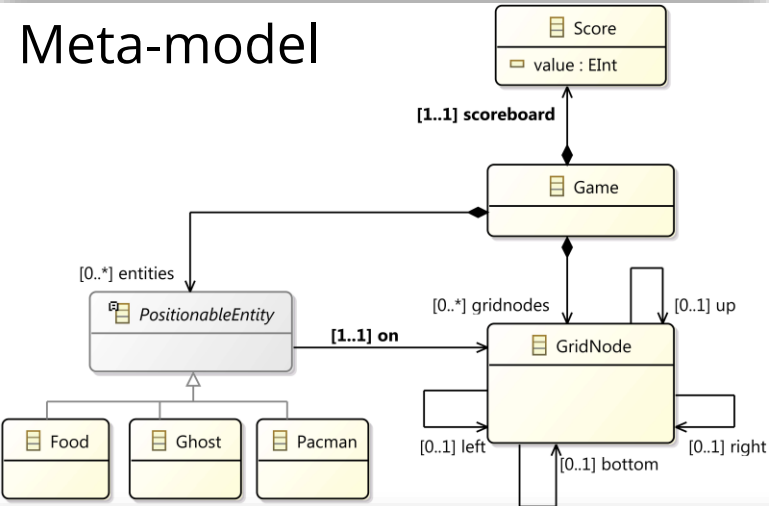 Meta-model
Score
value : EInt
[1..1] scoreboard
Game
[0..*] entities
PositionableEntity
[0..*] gridnodes
[0..1] up
[1..1] on
GridNode
Food
Ghost
Pacman
[0..1] left
[0..1] right
[0..1] bottom